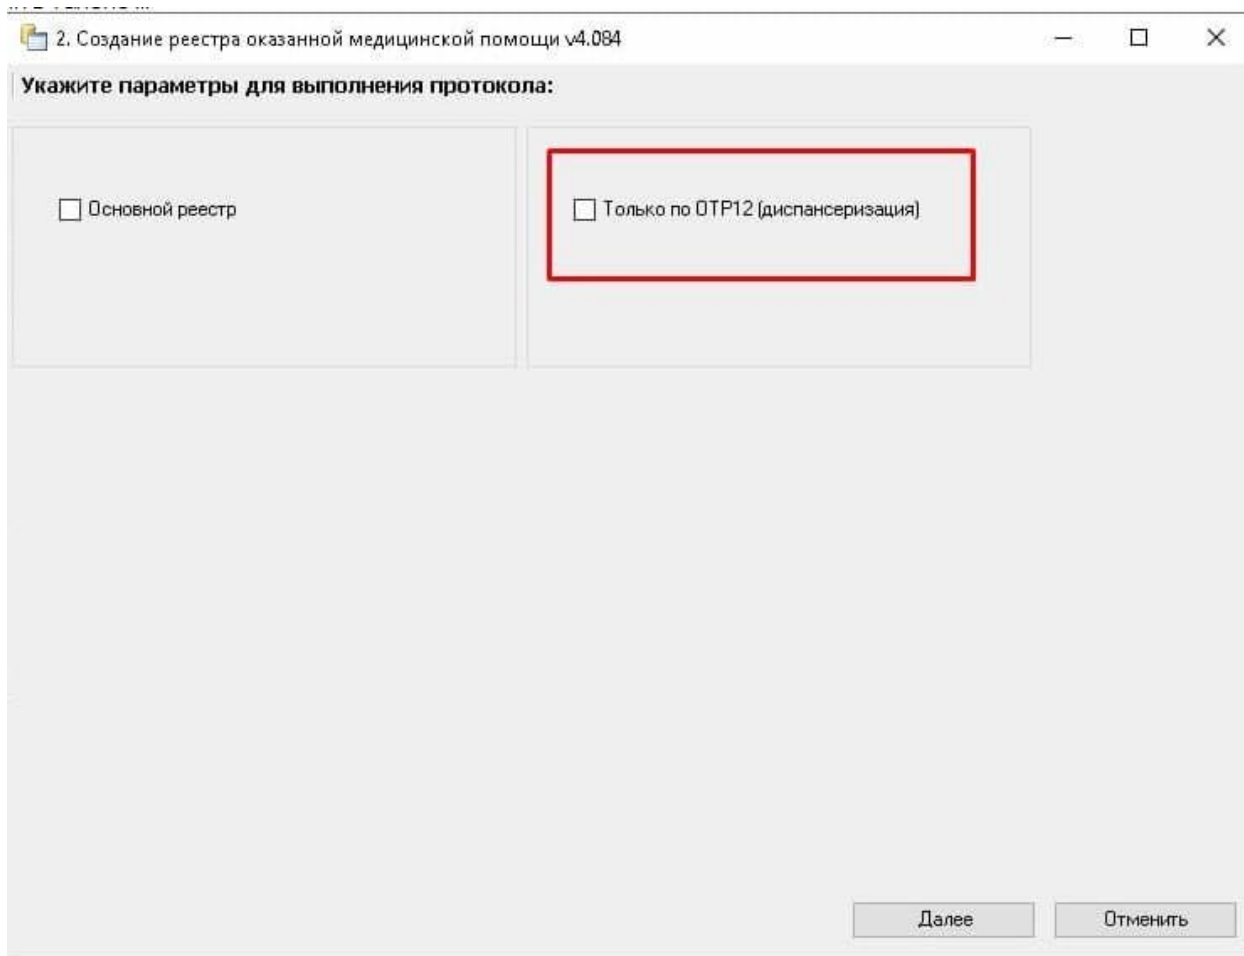 2. Создание реестра оказанной медицинской помощи v4.084
Укажите параметры для выполнения протокола:
Основной реестр
Только по ОТР12 (диспансеризация)
Далее
Отменить